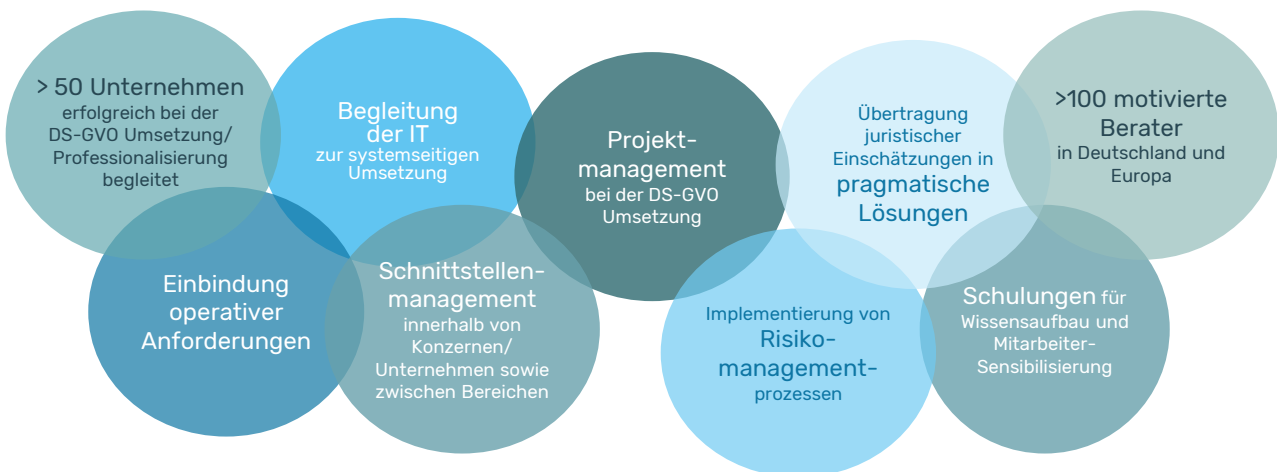 > 50 Unternehmen
erfolgreich bei der
DS-GVO Umsetzung/
Professionalisierung
begleitet
Begleitung
der IT
zur systemseitigen
Umsetzung
Projekt-
management
bei der DS-GVO
Umsetzung
Übertragung
juristischer
Einschätzungen in
pragmatische
Lösungen
>100 motivierte
Berater
in Deutschland und
Europa
Einbindung
operativer
Anforderungen
Schnittstellen-
management
innerhalb von
Konzernen/
Unternehmen sowie
zwischen Bereichen
Implementierung von
Risiko-
management-
prozessen
Schulungen für
Wissensaufbau und
Mitarbeiter-
Sensibilisierung